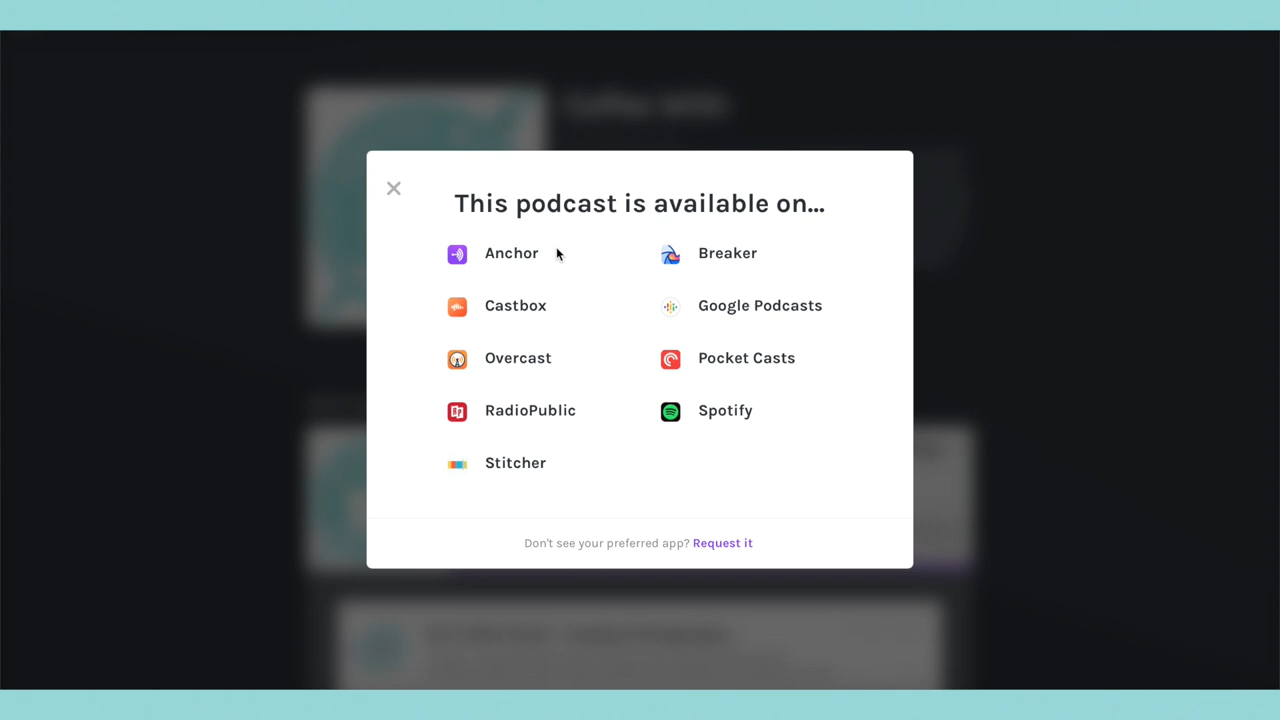 This podcast is available on...
Anchor
Breaker
Castbox
Google Podcasts
Overcast
Pocket Casts
RadioPublic
Spotify
Stitcher
Don't see your preferred app? Request it